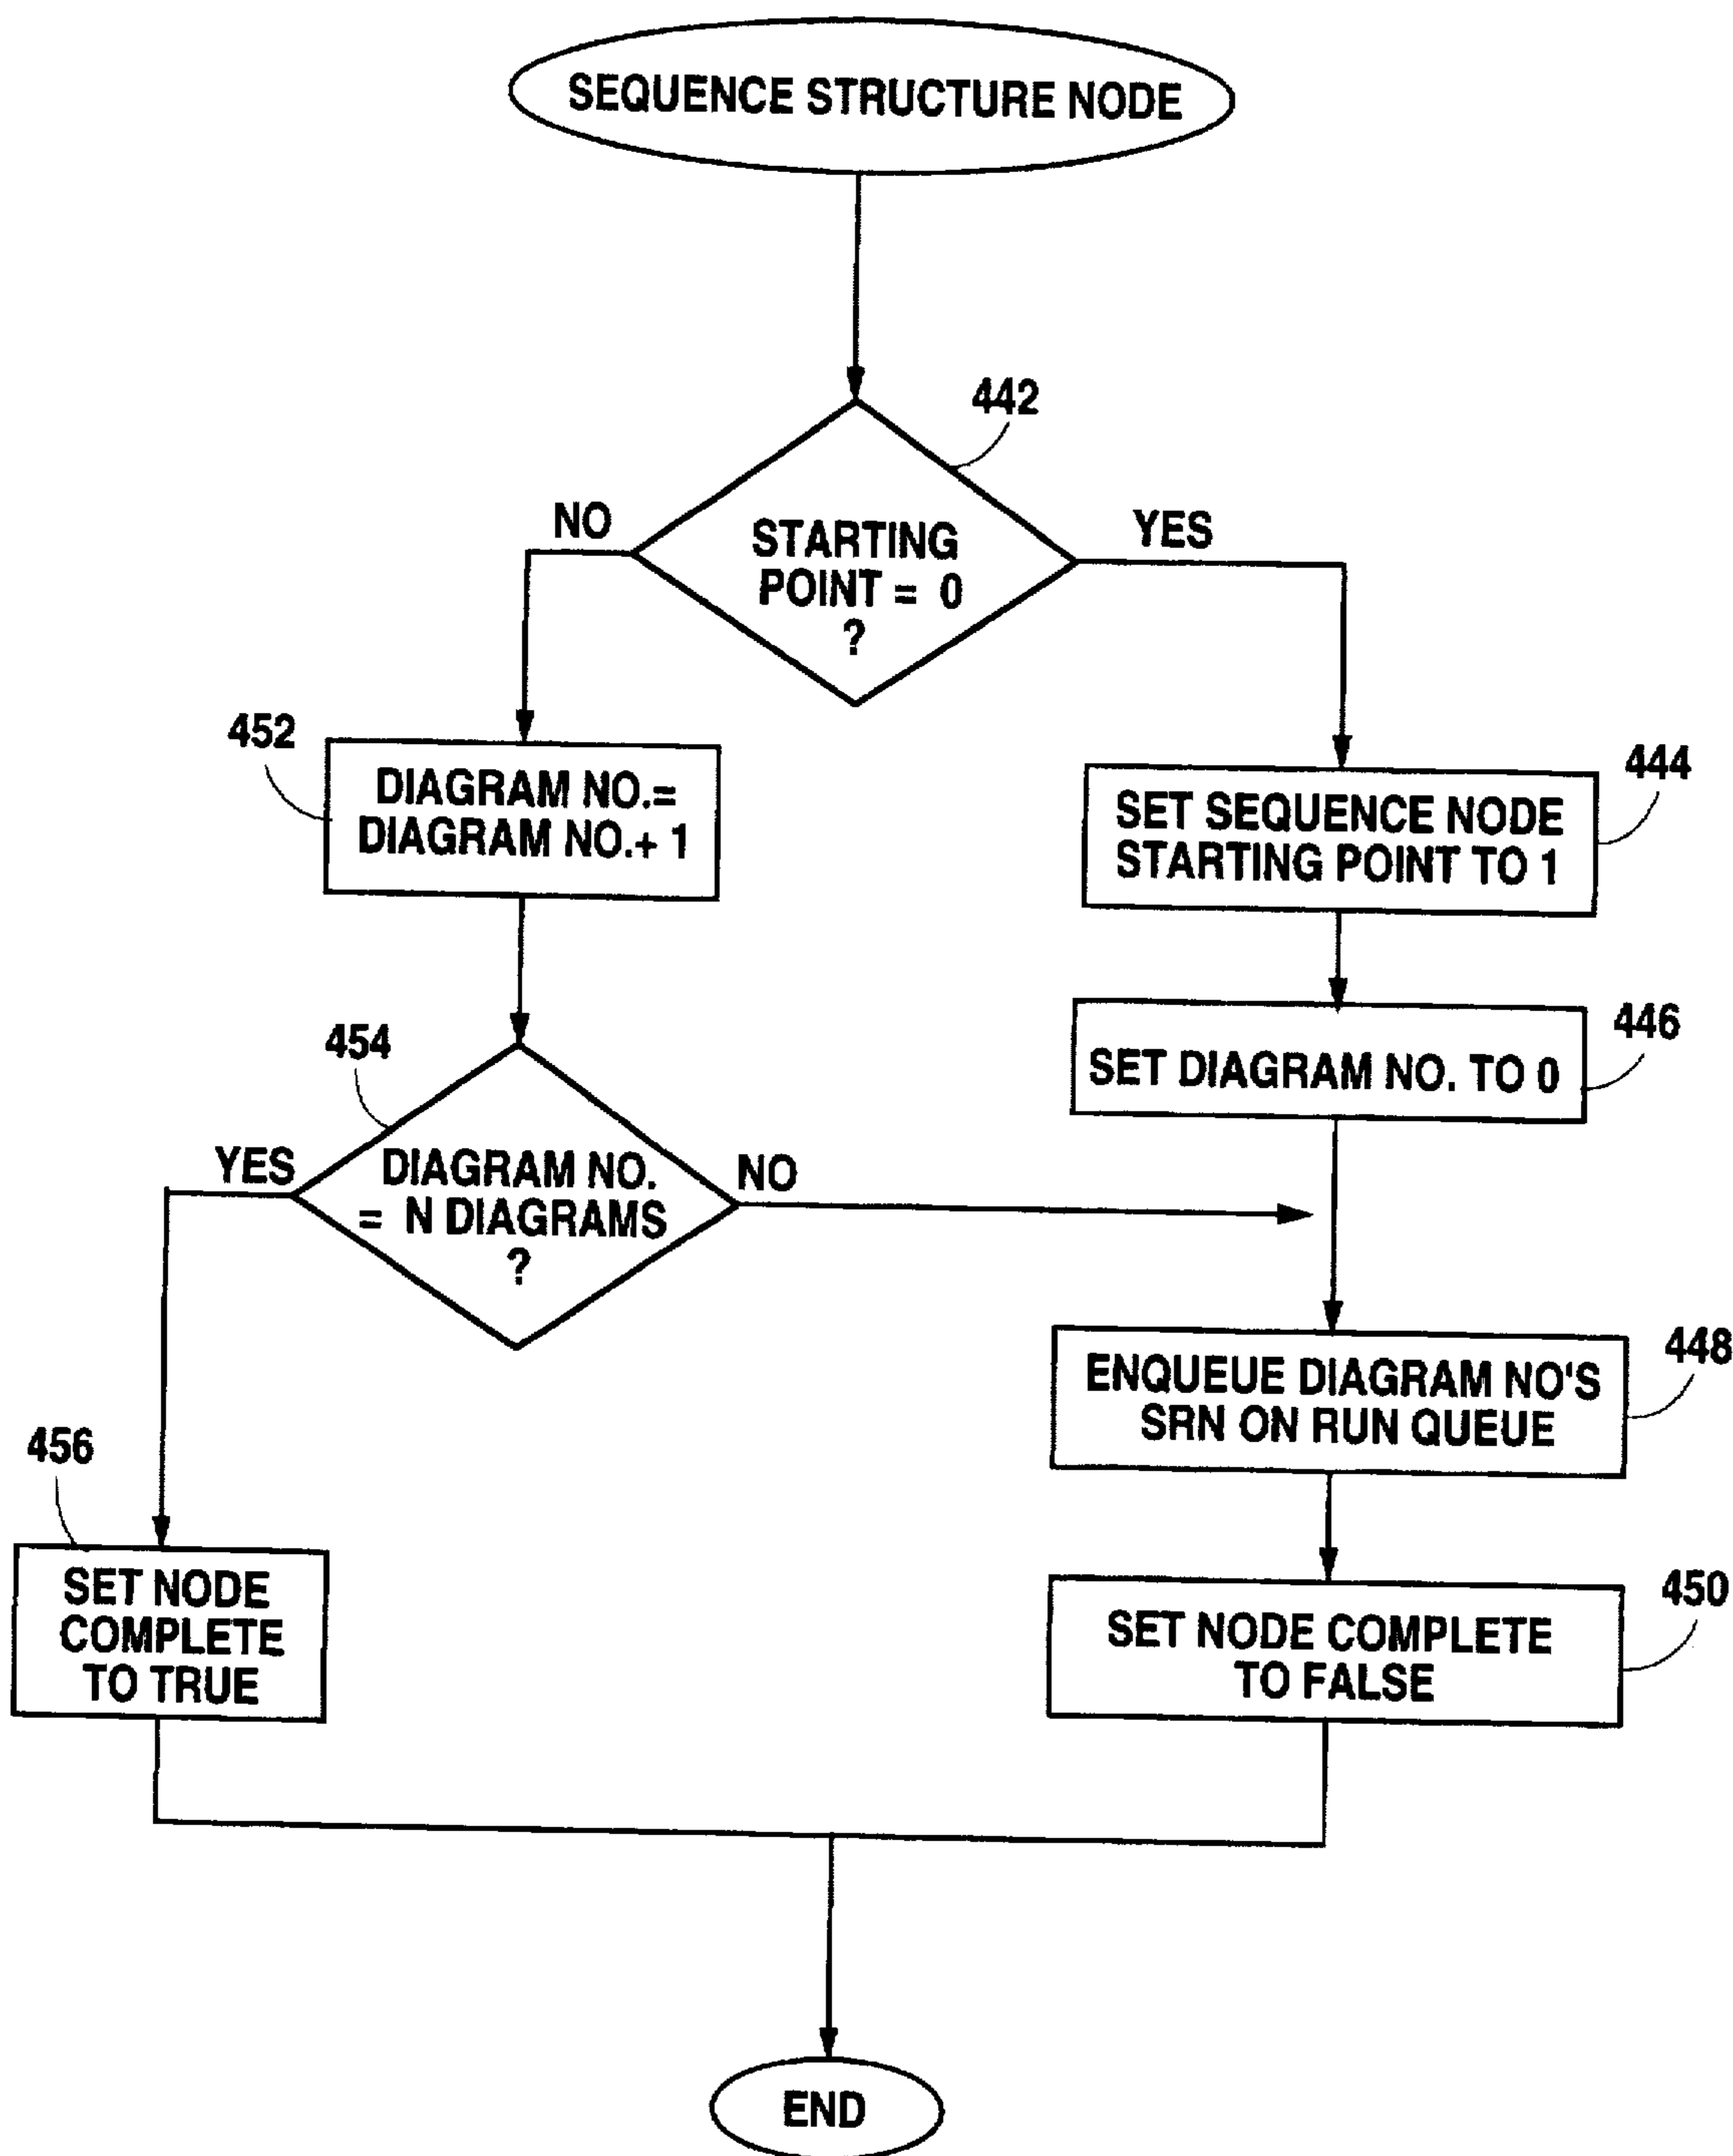 SEQUENCE STRUCTURE NODE
442
NO
YES
STARTING
POINT = 0
?
452
DIAGRAM NO.=
DIAGRAM NO.+ 1
444
SET SEQUENCE NODE
STARTING POINT TO 1
446
SET DIAGRAM NO. TO 0
454
YES
DIAGRAM NO.
= N DIAGRAMS
?
NO
448
ENQUEUE DIAGRAM NO'S
SRN ON RUN QUEUE
456
SET NODE
COMPLETE
TO TRUE
450
SET NODE COMPLETE
TO FALSE
END